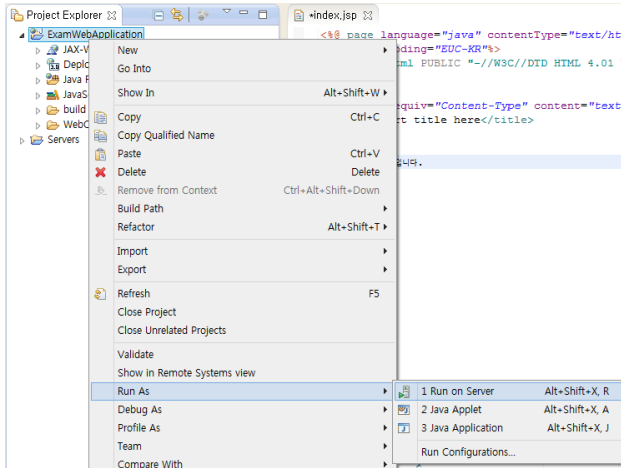 Project Explorer
*index.jsp
ExamWebApplication
<%@ page language="java" contentType="text/ht
JAX-W
ding="EUC-KR"%>
Deplo
ml PUBLIC "-//W3C//DTD HTML 4.01
Java R
JavaS
equiv="Content-Type" content="text
build
t title here</title>
WebC
Servers
니다.
New
Go Into
Show In Alt+Shift+W
Copy Ctrl+C
Copy Qualified Name
Paste Ctrl+V
Delete Delete
Remove from Context Ctrl+Alt+Shift+Down
Build Path
Refactor Alt+Shift+T
Import
Export
Refresh F5
Close Project
Close Unrelated Projects
Validate
Show in Remote Systems view
Run As
Debug As
Profile As
Team
Compare With
1 Run on Server Alt+Shift+X, R
2 Java Applet Alt+Shift+X, A
3 Java Application Alt+Shift+X, J
Run Configurations...